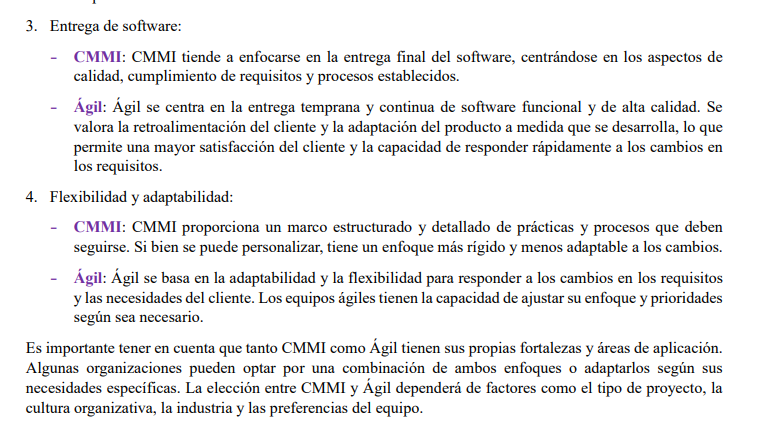 3. Entrega de software:
- CMMI: CMMI tiende a enfocarse en la entrega final del software, centrándose en los aspectos de
calidad, cumplimiento de requisitos y procesos establecidos.
- Ágil: Ágil se centra en la entrega temprana y continua de software funcional y de alta calidad. Se
valora la retroalimentación del cliente y la adaptación del producto a medida que se desarrolla, lo que
permite una mayor satisfacción del cliente y la capacidad de responder rápidamente a los cambios en
los requisitos.
4. Flexibilidad y adaptabilidad:
- CMMI: CMMI proporciona un marco estructurado y detallado de prácticas y procesos que deben
seguirse. Si bien se puede personalizar, tiene un enfoque más rígido y menos adaptable a los cambios.
- Ágil: Ágil se basa en la adaptabilidad y la flexibilidad para responder a los cambios en los requisitos
y las necesidades del cliente. Los equipos ágiles tienen la capacidad de ajustar su enfoque y prioridades
según sea necesario.
Es importante tener en cuenta que tanto CMMI como Ágil tienen sus propias fortalezas y áreas de aplicación.
Algunas organizaciones pueden optar por una combinación de ambos enfoques o adaptarlos según sus
necesidades específicas. La elección entre CMMI y Ágil dependerá de factores como el tipo de proyecto, la
cultura organizativa, la industria y las preferencias del equipo.